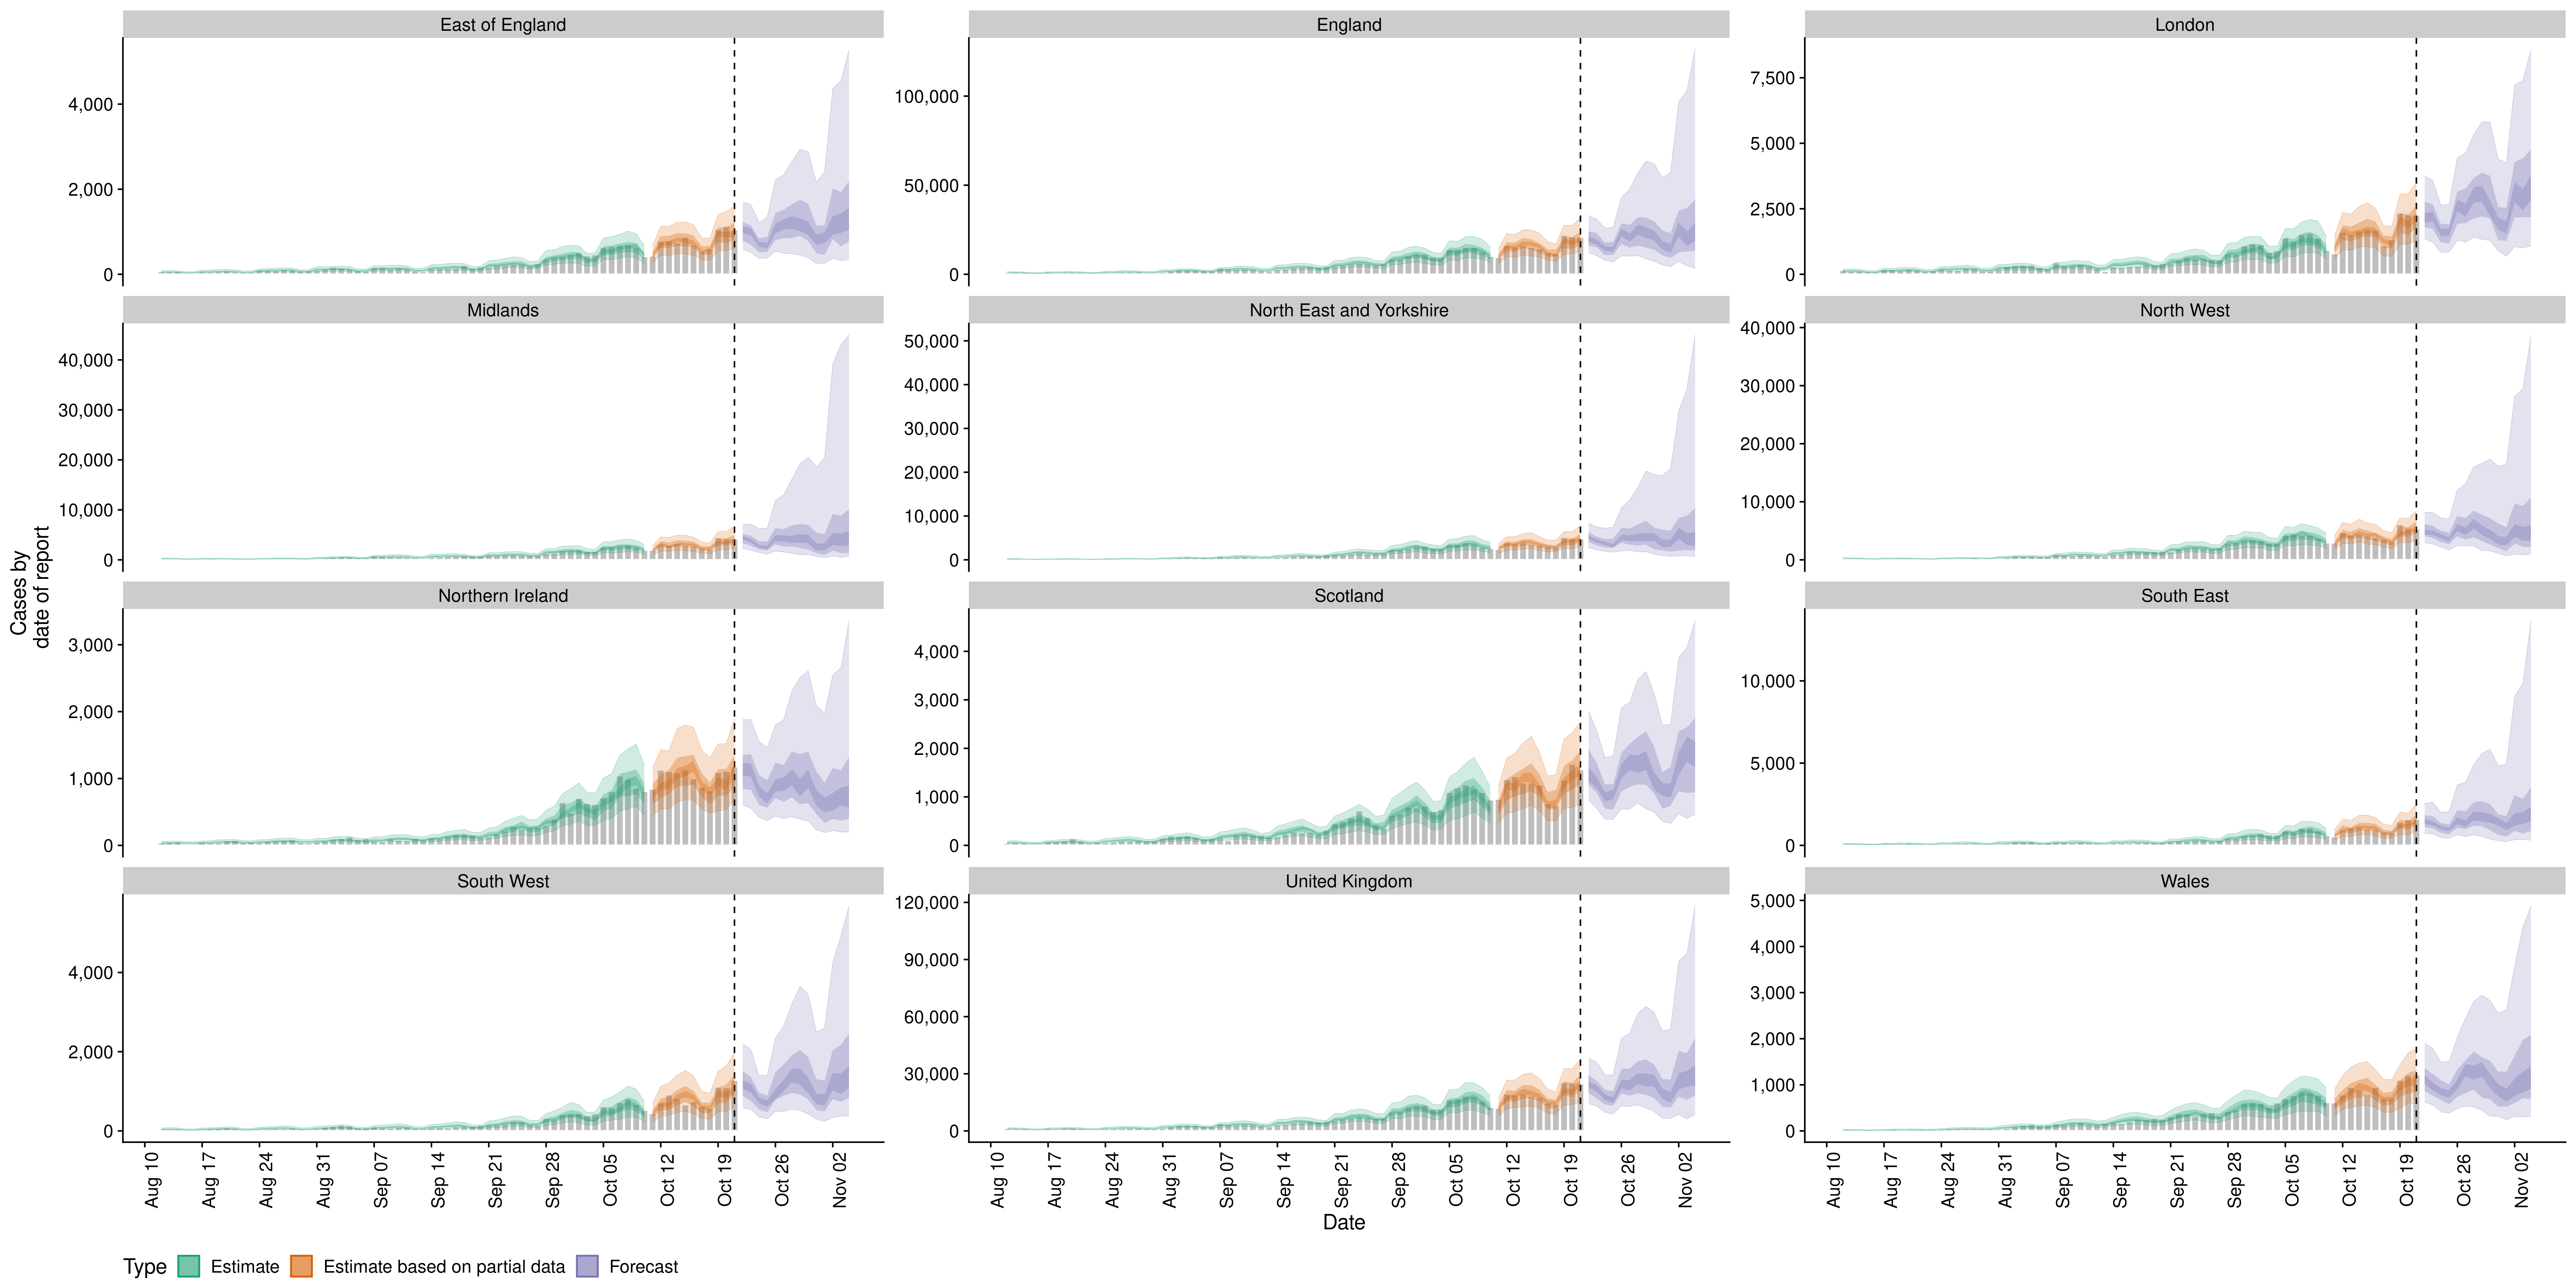 East of England
England
London
4,000
2,000
0
100,000
50,000
0
7,500
5,000
2,500
0
Midlands
North East and Yorkshire
North West
40,000
30,000
20,000
10,000
0
50,000
40,000
30,000
20,000
10,000
0
40,000
30,000
20,000
10,000
0
Cases by
date of report
Northern Ireland
Scotland
South East
3,000
2,000
1,000
0
4,000
3,000
2,000
1,000
0
10,000
5,000
0
South West
United Kingdom
Wales
4,000
2,000
0
120,000
90,000
60,000
30,000
0
5,000
4,000
3,000
2,000
1,000
0
Aug 10
Aug 17
Aug 24
Aug 31
Sep 07
Sep 14
Sep 21
Sep 28
Oct 05
Oct 12
Oct 19
Oct 26
Nov 02
Aug 10
Aug 17
Aug 24
Aug 31
Sep 07
Sep 14
Sep 21
Sep 28
Oct 05
Oct 12
Oct 19
Oct 26
Nov 02
Aug 10
Aug 17
Aug 24
Aug 31
Sep 07
Sep 14
Sep 21
Sep 28
Oct 05
Oct 12
Oct 19
Oct 26
Nov 02
Date
Type Estimate Estimate based on partial data Forecast